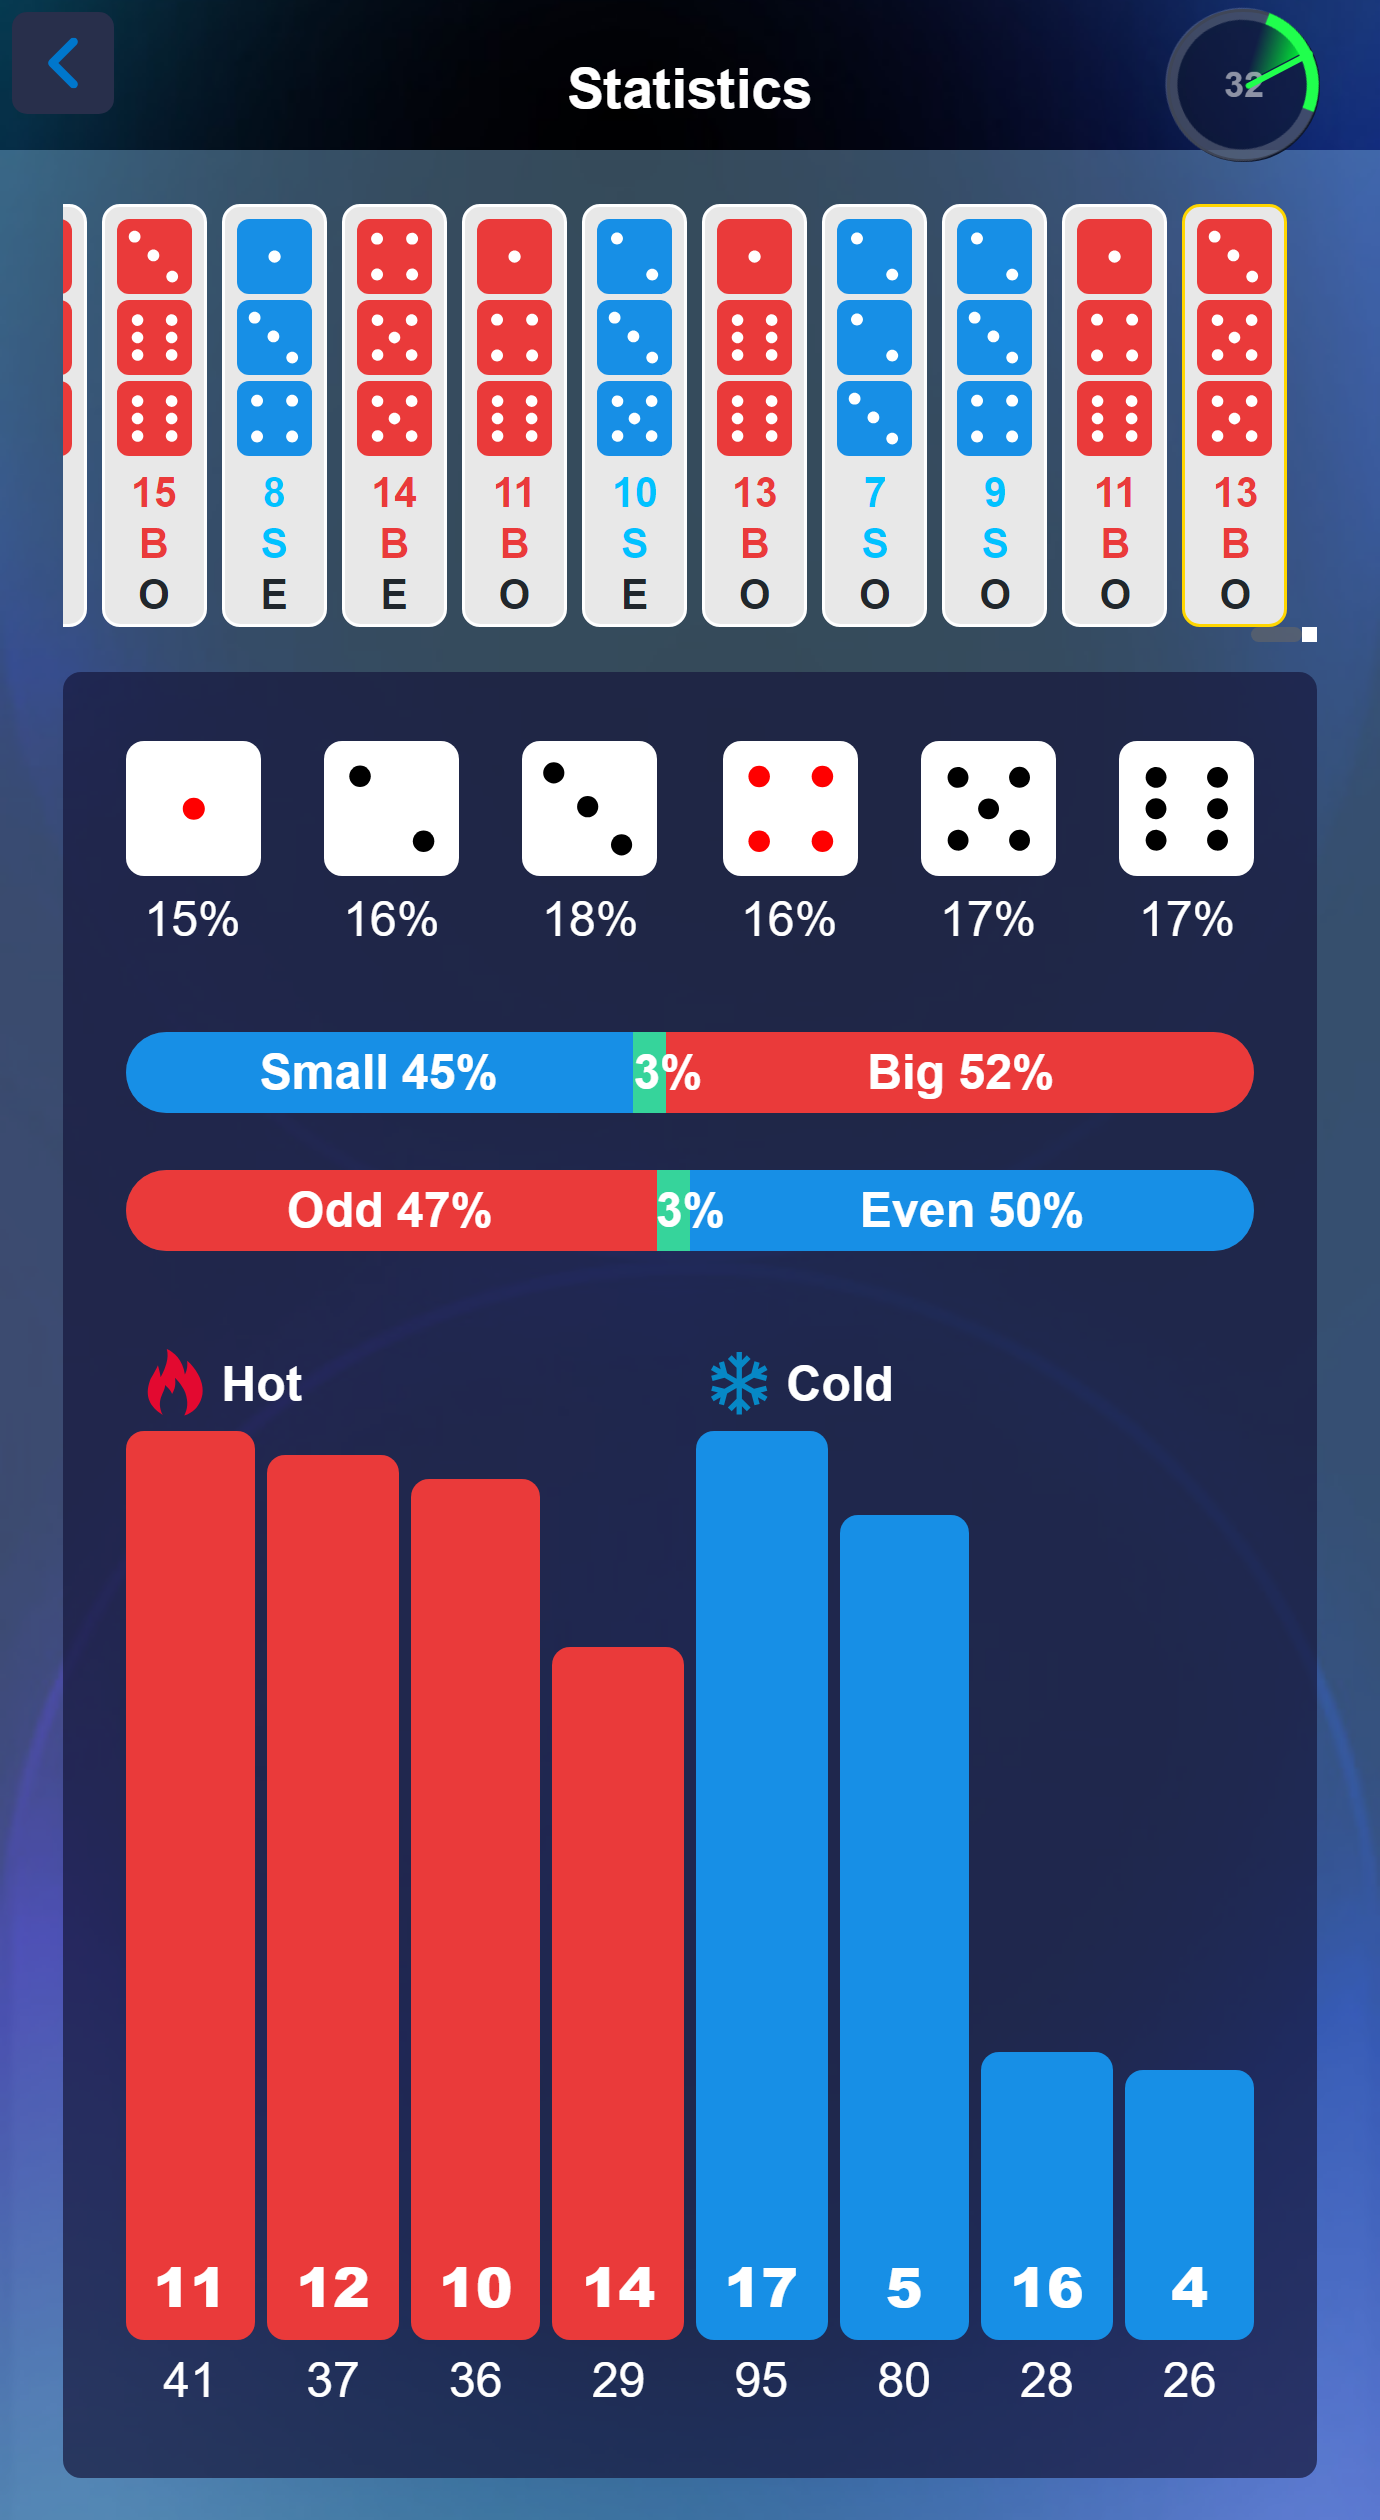 Statistics
32
15 8 14 11 10 13 7 9 11 13
B S B B S B S S B B
O E E O E O O O O O
15% 16% 18% 16% 17% 17%
Small 45% 3% Big 52%
Odd 47% 3% Even 50%
Hot Cold
11 12 10 14 17 5 16 4
41 37 36 29 95 80 28 26